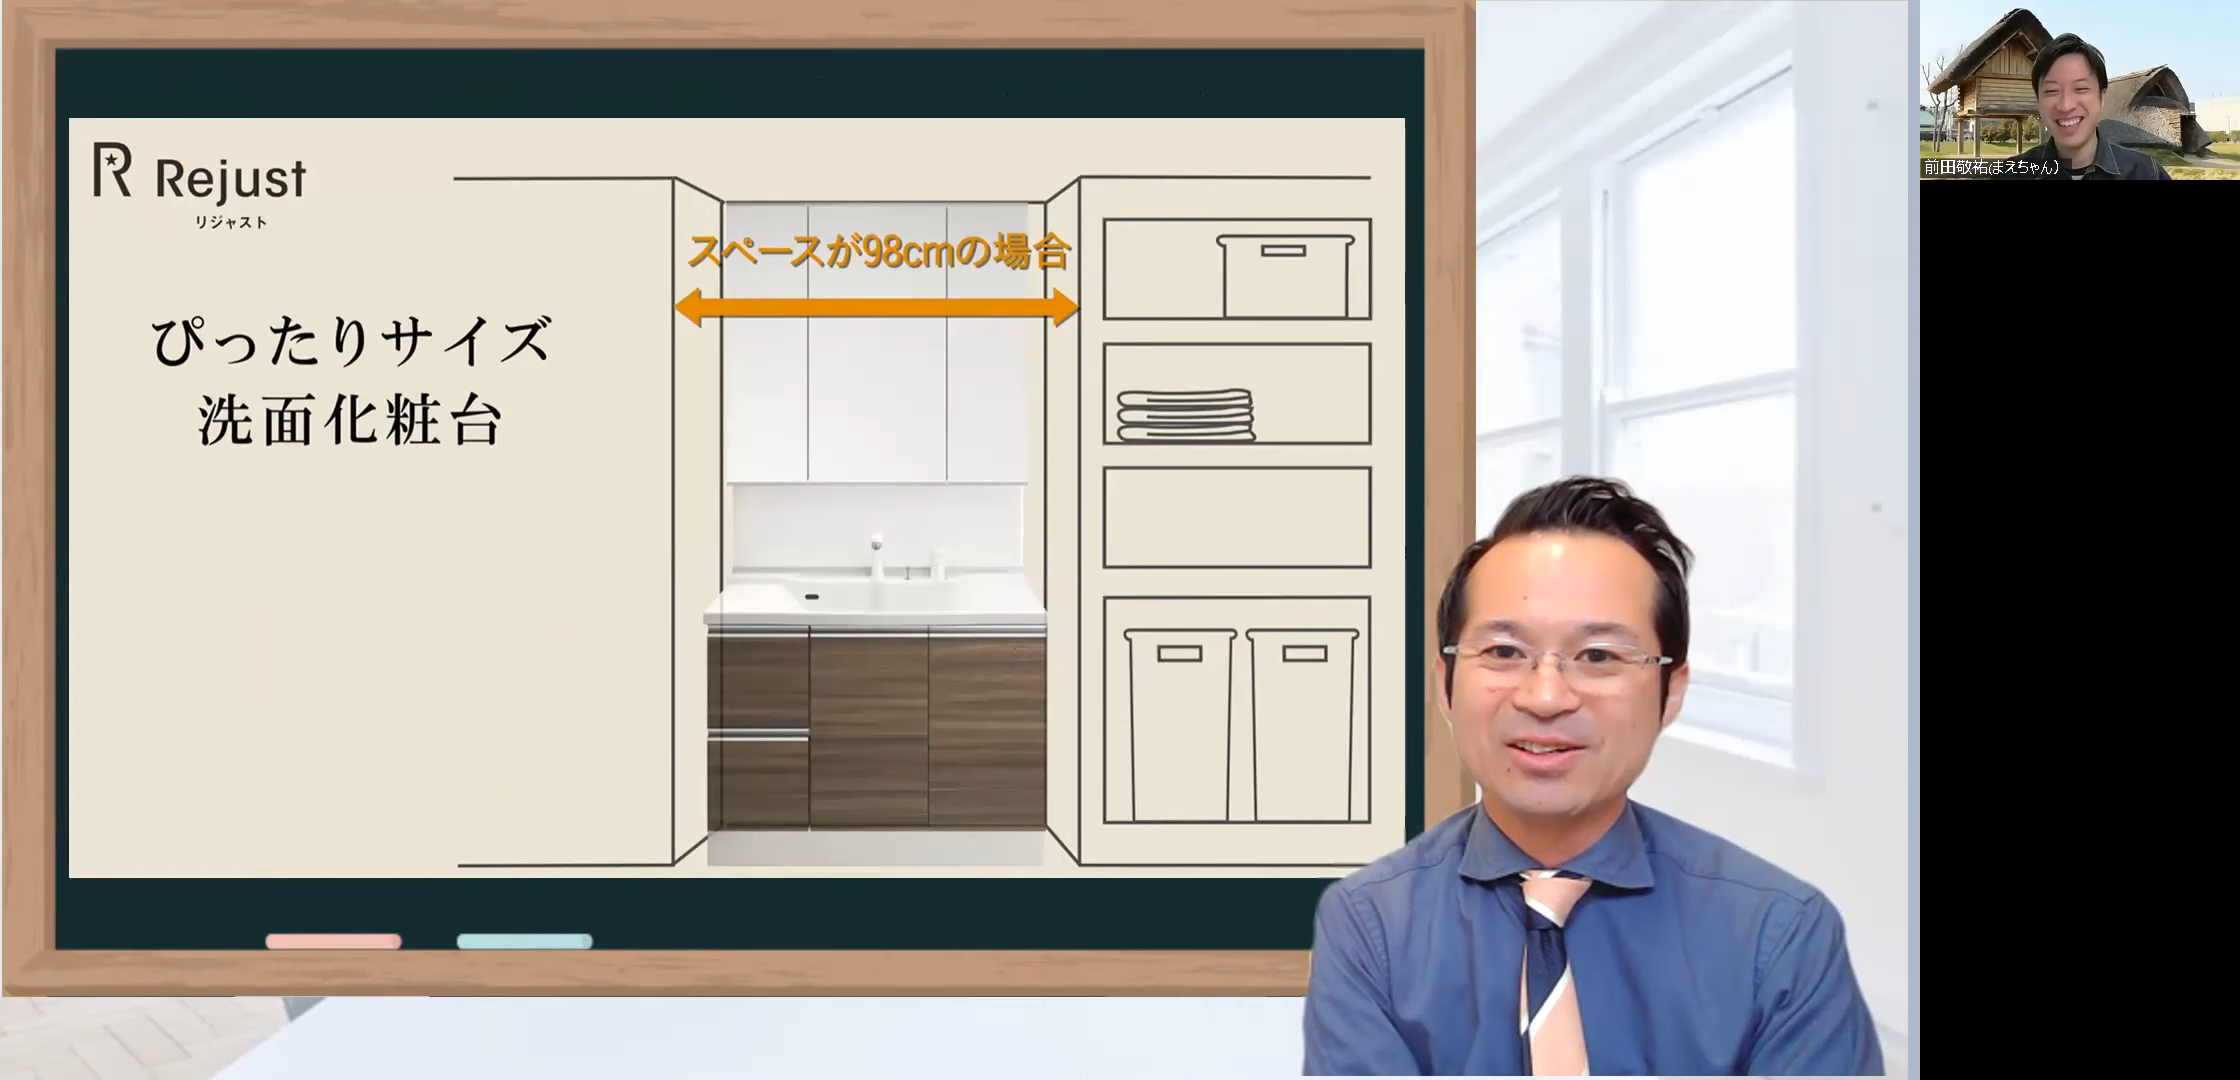 R Rejust
リジャスト
スペースが98cmの場合
ぴったりサイズ
洗面化粧台
前田敬祐(まえちゃん)